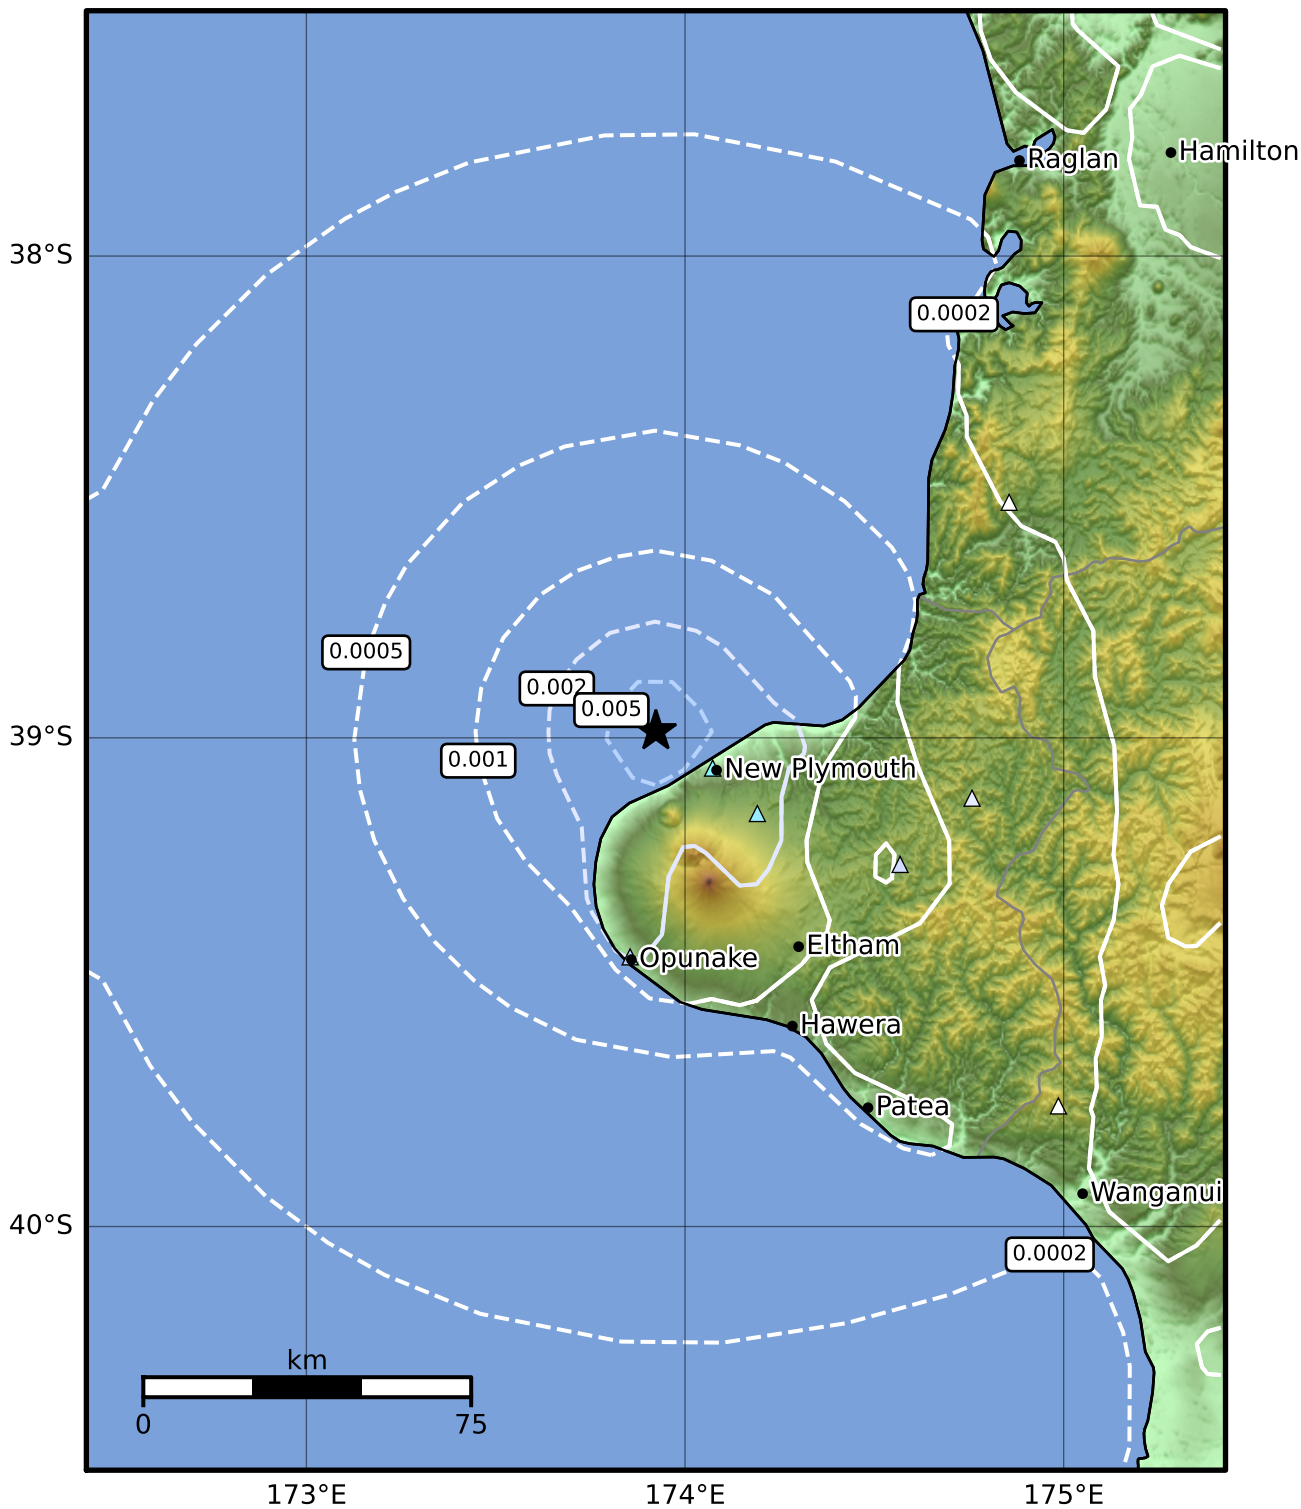 Hamilton
Raglan
38°S
0.0002
0.0005
0.002
0.005
39°S
0.001
New Plymouth
Eltham
Opunake
Hawera
Patea
Wanganui
40°S
0.0002
km
0 75
173°E 174°E 175°E